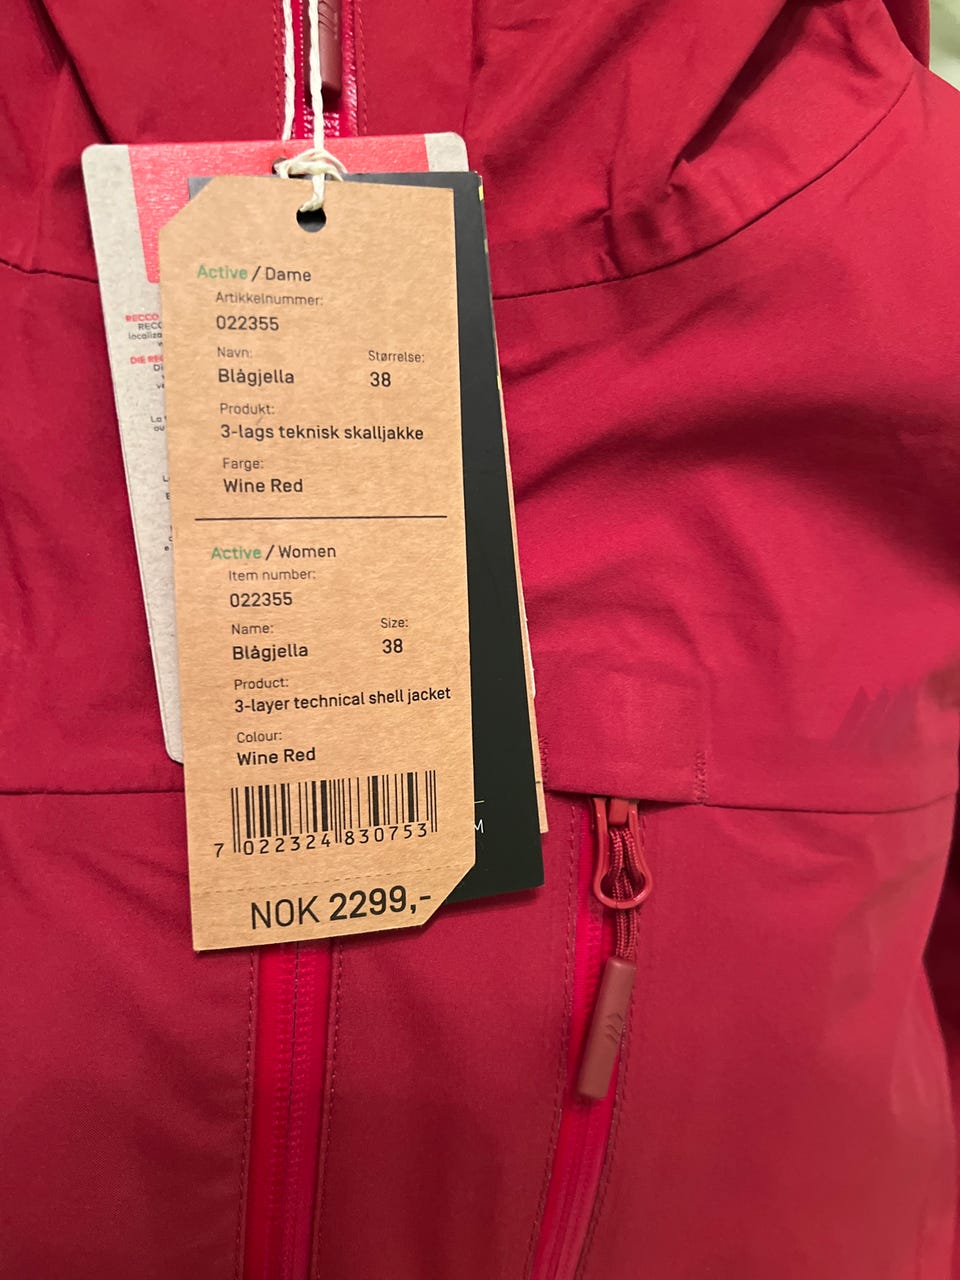 Active / Dame
Artikkelnummer:
022355
Navn: Størrelse:
Blågjella 38
Produkt:
3-lags teknisk skalljakke
Farge:
Wine Red
Active / Women
Item number:
022355
Name: Size:
Blågjella 38
Product:
3-layer technical shell jacket
Colour:
Wine Red
7 022324 830753
NOK 2299,-
RECCO